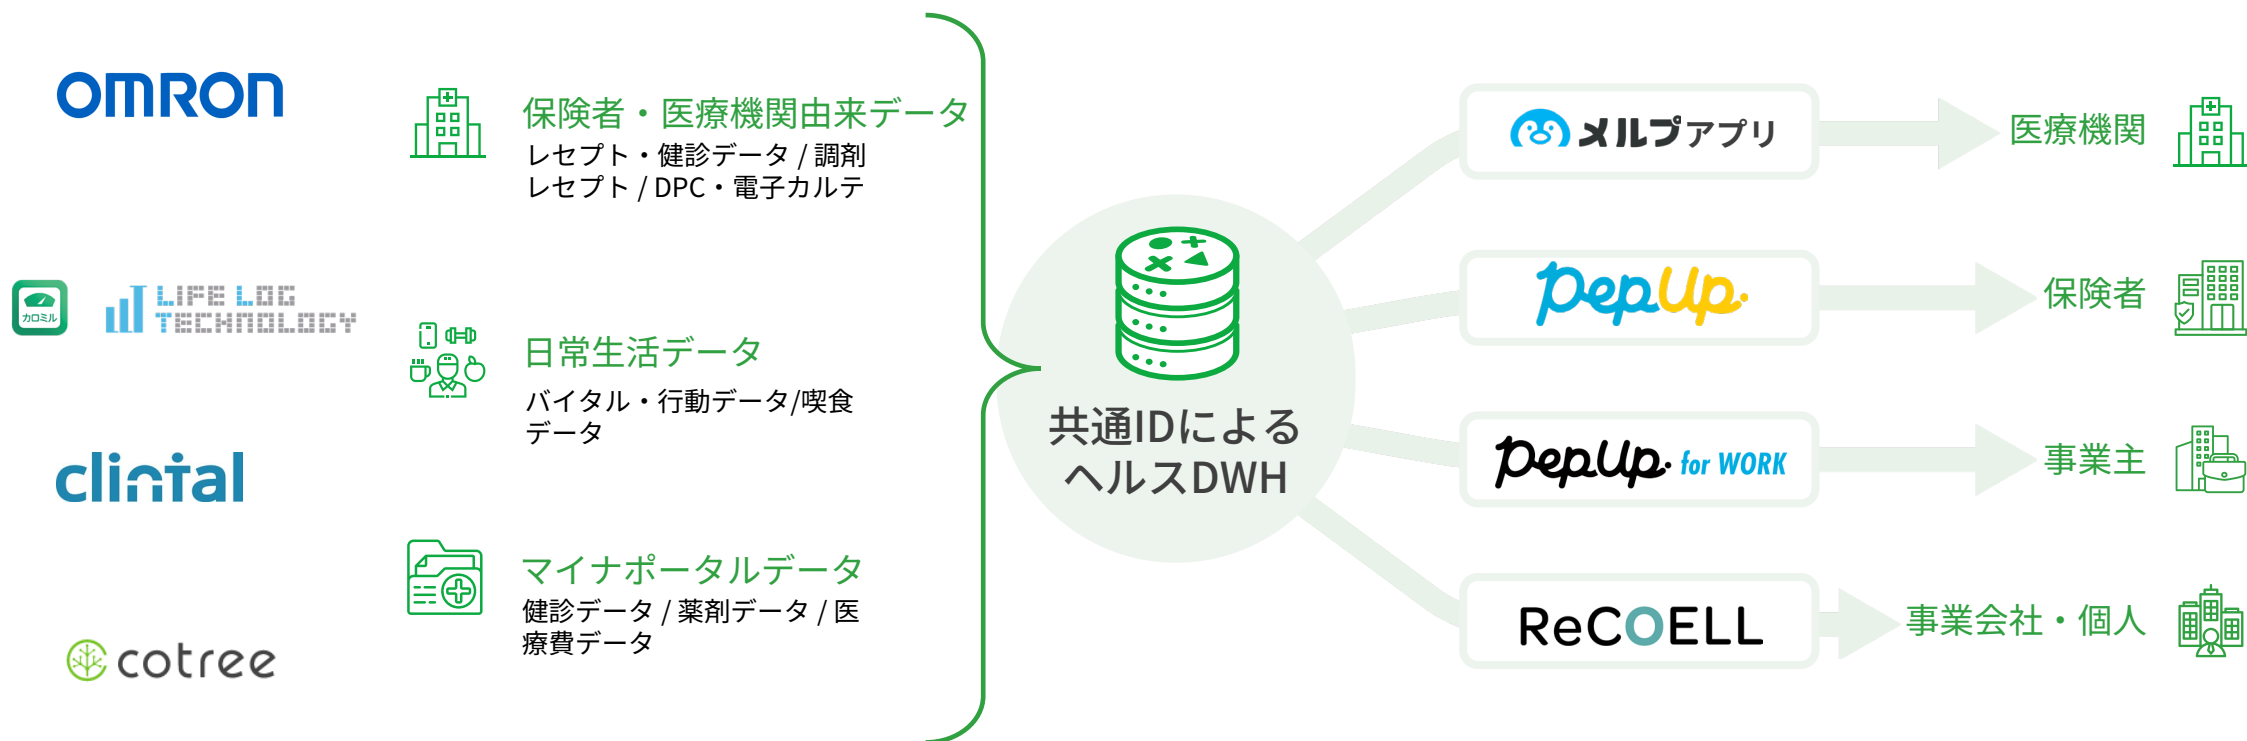 OMRON
カロミル
LIFE LOG
TECHNOLOGY
clintal
cotree
保険者・医療機関由来データ
レセプト・健診データ / 調剤
レセプト / DPC・電子カルテ
日常生活データ
バイタル・行動データ/喫食
データ
マイナポータルデータ
健診データ / 薬剤データ / 医
療費データ
共通IDによる
ヘルスDWH
メルプアプリ
医療機関
PepUp
保険者
PepUp for WORK
事業主
ReCOELL
事業会社・個人